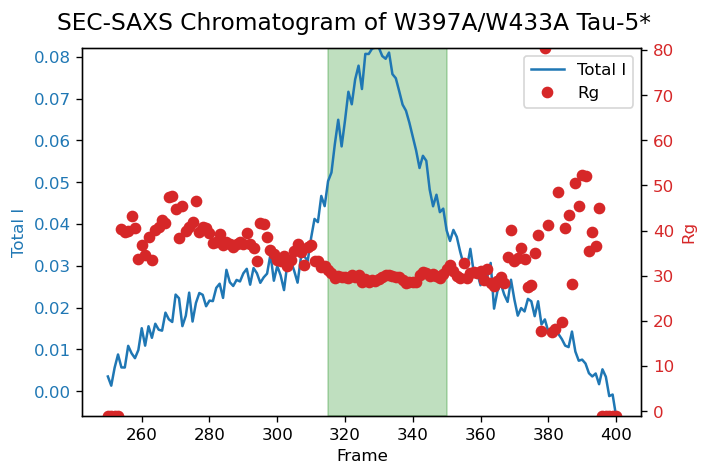 SEC-SAXS Chromatogram of W397A/W433A Tau-5*
Total I
Rg
0.08
0.07
0.06
0.05
0.04
0.03
0.02
0.01
0.00
Total I
80
70
60
50
40
30
20
10
0
Rg
260 280 300 320 340 360 380 400
Frame